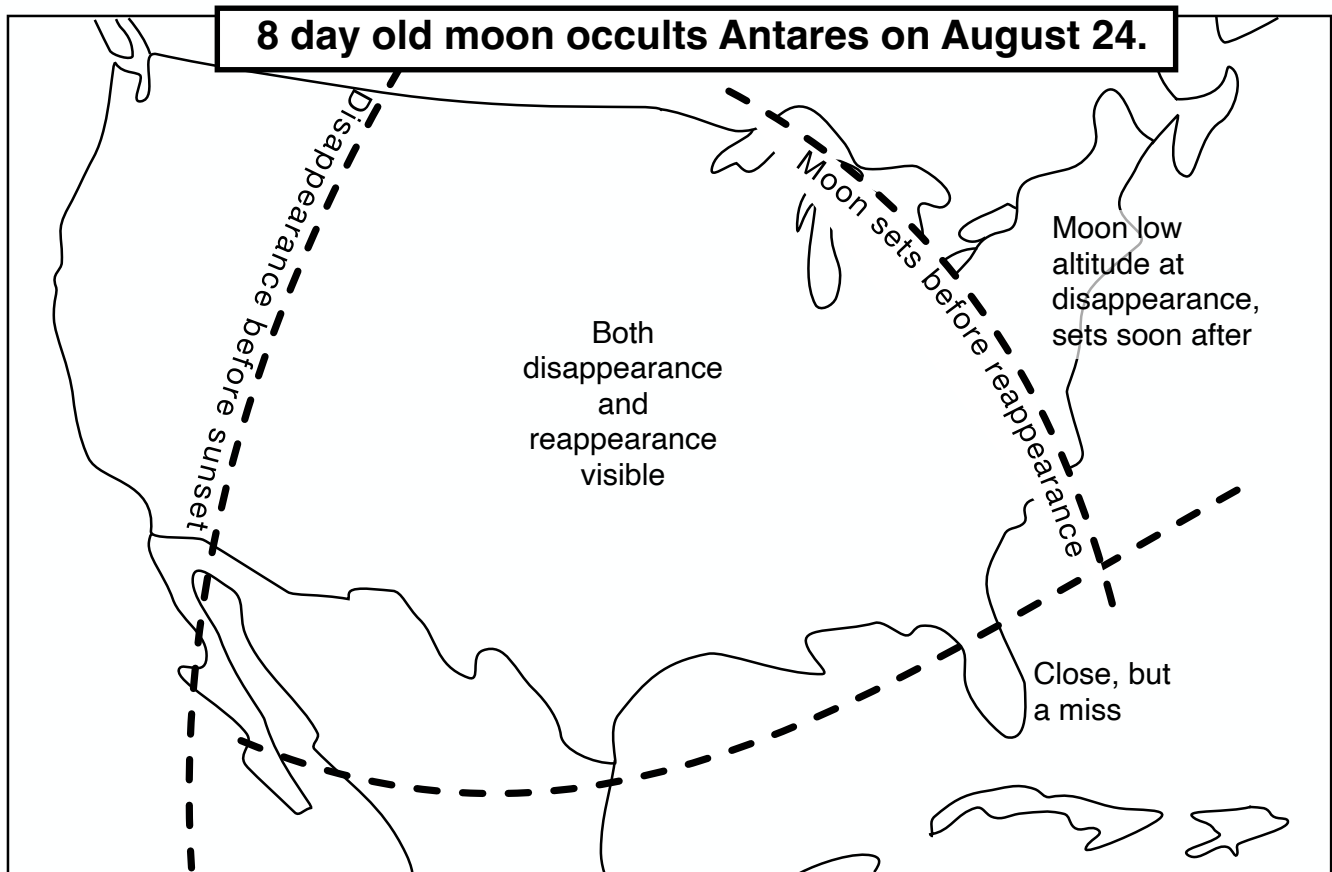 8 day old moon occults Antares on August 24.
Disappearance before sunset
Moon sets before reappearance
Moon low
altitude at
disappearance,
sets soon after
Both
disappearance
and
reappearance
visible
Close, but
a miss